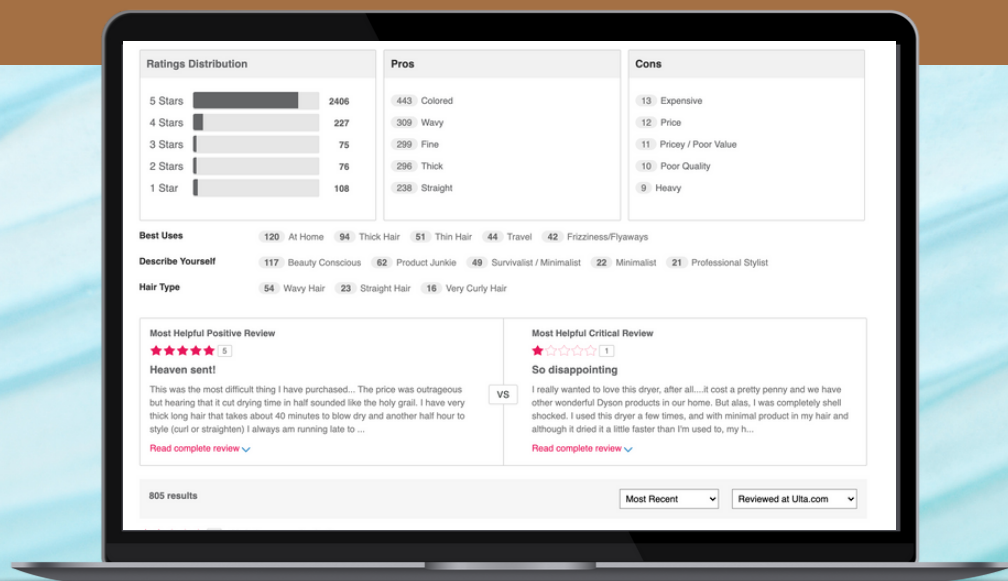 Ratings Distribution
5 Stars 2406
4 Stars 227
3 Stars 75
2 Stars 76
1 Star 108
Pros
443 Colored
309 Wavy
299 Fine
296 Thick
238 Straight
Cons
13 Expensive
12 Price
11 Pricey / Poor Value
10 Poor Quality
9 Heavy
Best Uses 120 At Home 94 Thick Hair 51 Thin Hair 44 Travel 42 Frizziness/Flyaways
Describe Yourself 117 Beauty Conscious 62 Product Junkie 49 Survivalist / Minimalist 22 Minimalist 21 Professional Stylist
Hair Type 54 Wavy Hair 23 Straight Hair 16 Very Curly Hair
Most Helpful Positive Review
5
Heaven sent!
This was the most difficult thing I have purchased... The price was outrageous
but hearing that it cut drying time in half sounded like the holy grail. I have very
thick long hair that takes about 40 minutes to blow dry and another half hour to
style (curl or straighten) I always am running late to ...
Read complete review
VS
Most Helpful Critical Review
1
So disappointing
I really wanted to love this dryer, after all....it cost a pretty penny and we have
other wonderful Dyson products in our home. But alas, I was completely shell
shocked. I used this dryer a few times, and with minimal product in my hair and
although it dried it a little faster than I'm used to, my h...
Read complete review
805 results
Most Recent
Reviewed at Ulta.com